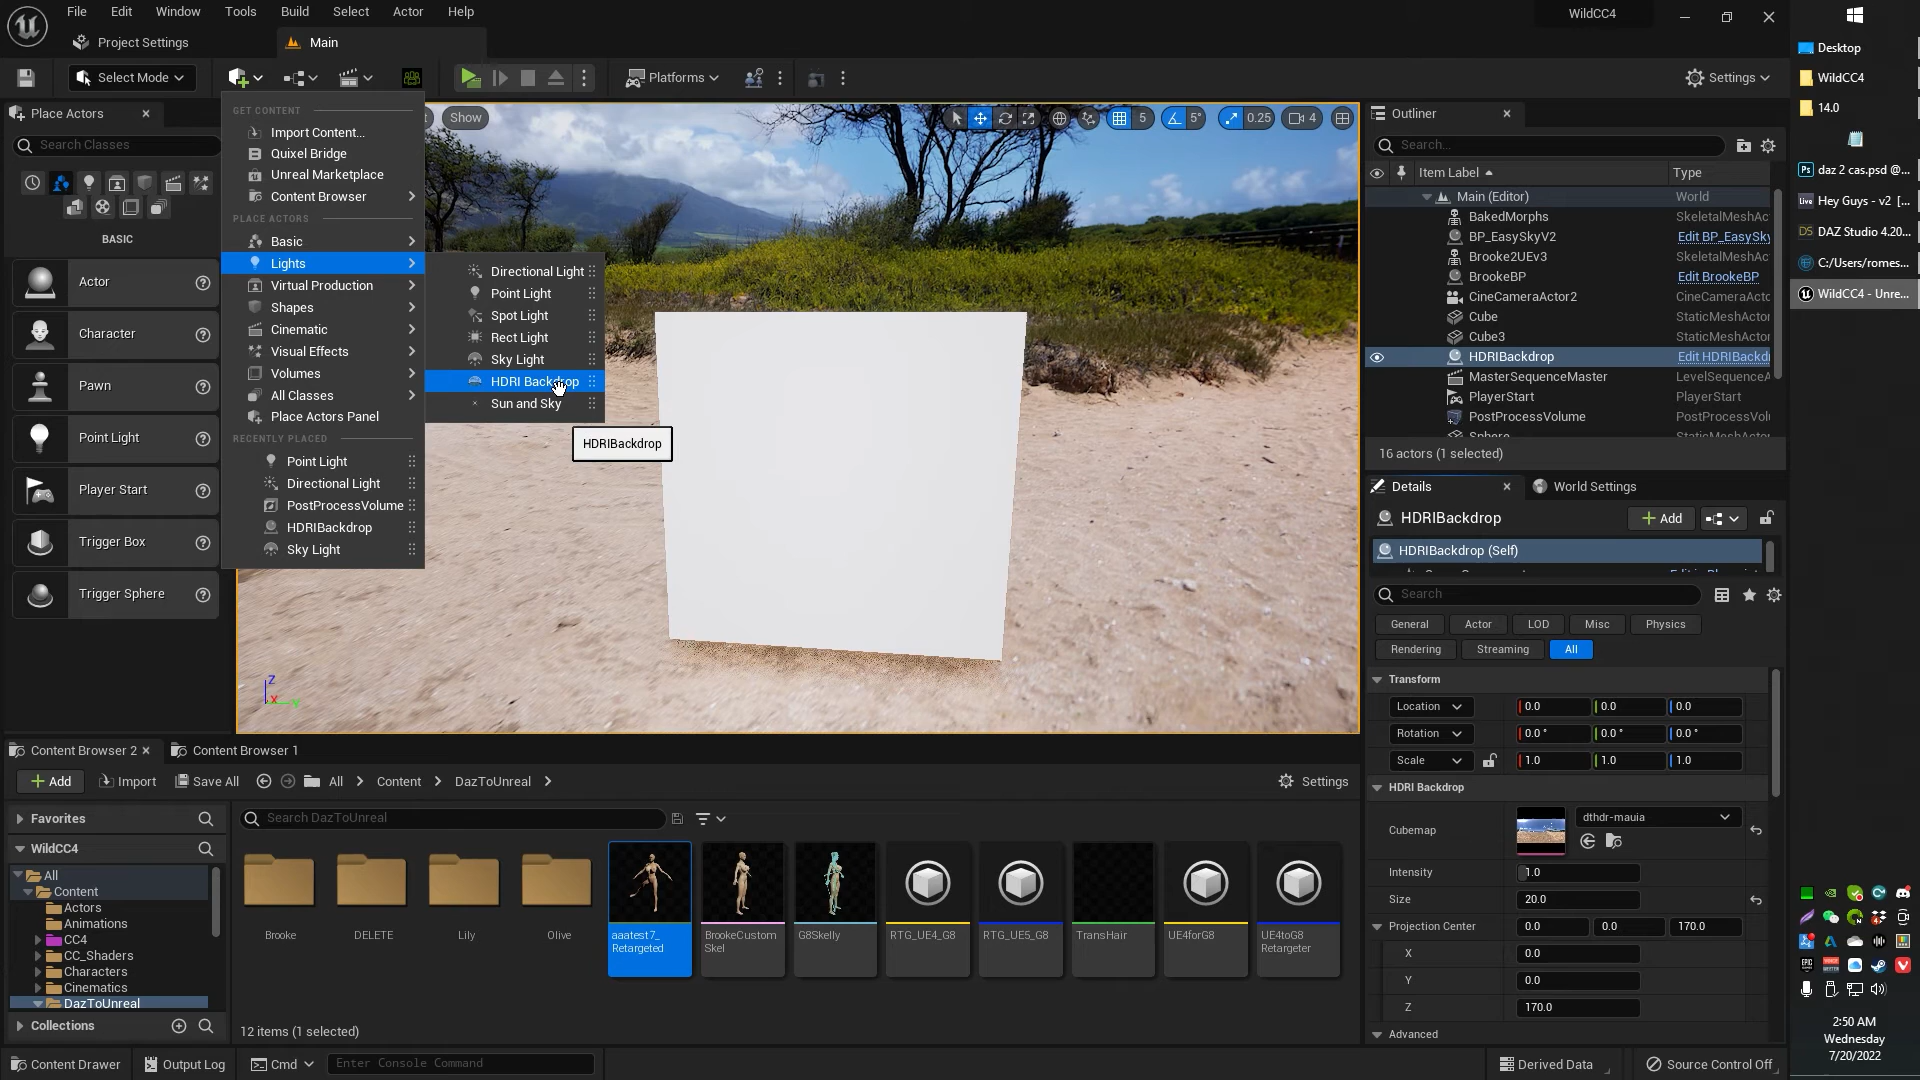 File Edit Window Tools Build Select Actor Help
WildCC4
Project Settings
Main
Select Mode
Platforms
Settings
Place Actors
Search Classes
BASIC
Actor
Character
Pawn
Point Light
Player Start
Trigger Box
Trigger Sphere
GET CONTENT
Import Content...
Quixel Bridge
Unreal Marketplace
Content Browser
PLACE ACTORS
Basic
Lights
Virtual Production
Shapes
Cinematic
Visual Effects
Volumes
All Classes
Place Actors Panel
RECENTLY PLACED
Point Light
Directional Light
PostProcessVolume
HDRIBackdrop
Sky Light
Directional Light
Point Light
Spot Light
Rect Light
Sky Light
HDRI Backdrop
Sun and Sky
HDRIBackdrop
Show
5
5°
0.25
4
Z
X
Outliner
Search...
Item Label Type
Main (Editor) World
BakedMorphs SkeletalMeshAc
BP_EasySkyV2 Edit BP_EasySky
Brooke2UEv3 SkeletalMeshAc
BrookeBP Edit BrookeBP
CineCameraActor2 CineCameraActc
Cube StaticMeshActor
Cube3 StaticMeshActor
HDRIBackdrop Edit HDRIBackd
MasterSequenceMaster LevelSequenceA
PlayerStart PlayerStart
PostProcessVolume PostProcessVolu
16 actors (1 selected)
Details
World Settings
HDRIBackdrop
Add
HDRIBackdrop (Self)
Search
General Actor LOD Misc Physics
Rendering Streaming All
Transform
Location 0.0 0.0 0.0
Rotation 0.0 ° 0.0 ° 0.0 °
Scale 1.0 1.0 1.0
HDRI Backdrop
Cubemap dthdr-mauia
Intensity 1.0
Size 20.0
Projection Center 0.0 0.0 170.0
X 0.0
Y 0.0
Z 170.0
Advanced
Content Browser 2
Content Browser 1
Add Import Save All All Content DazToUnreal
Settings
Favorites
WildCC4
All
Content
Actors
Animations
CC4
CC_Shaders
Characters
Cinematics
DazToUnreal
Collections
Search DazToUnreal
Brooke
DELETE
Lily
Olive
aaatest7_
Retargeted
BrookeCustom
Skel
G8Skelly
RTG_UE4_G8
RTG_UE5_G8
TransHair
UE4forG8
UE4toG8
Retargeter
12 items (1 selected)
Content Drawer Output Log Cmd Enter Console Command
Derived Data Source Control Off
Desktop
WildCC4
14.0
daz 2 cas.psd @...
Hey Guys - v2 [...
DAZ Studio 4.20...
C:/Users/romes...
WildCC4 - Unre...
2:50 AM
Wednesday
7/20/2022